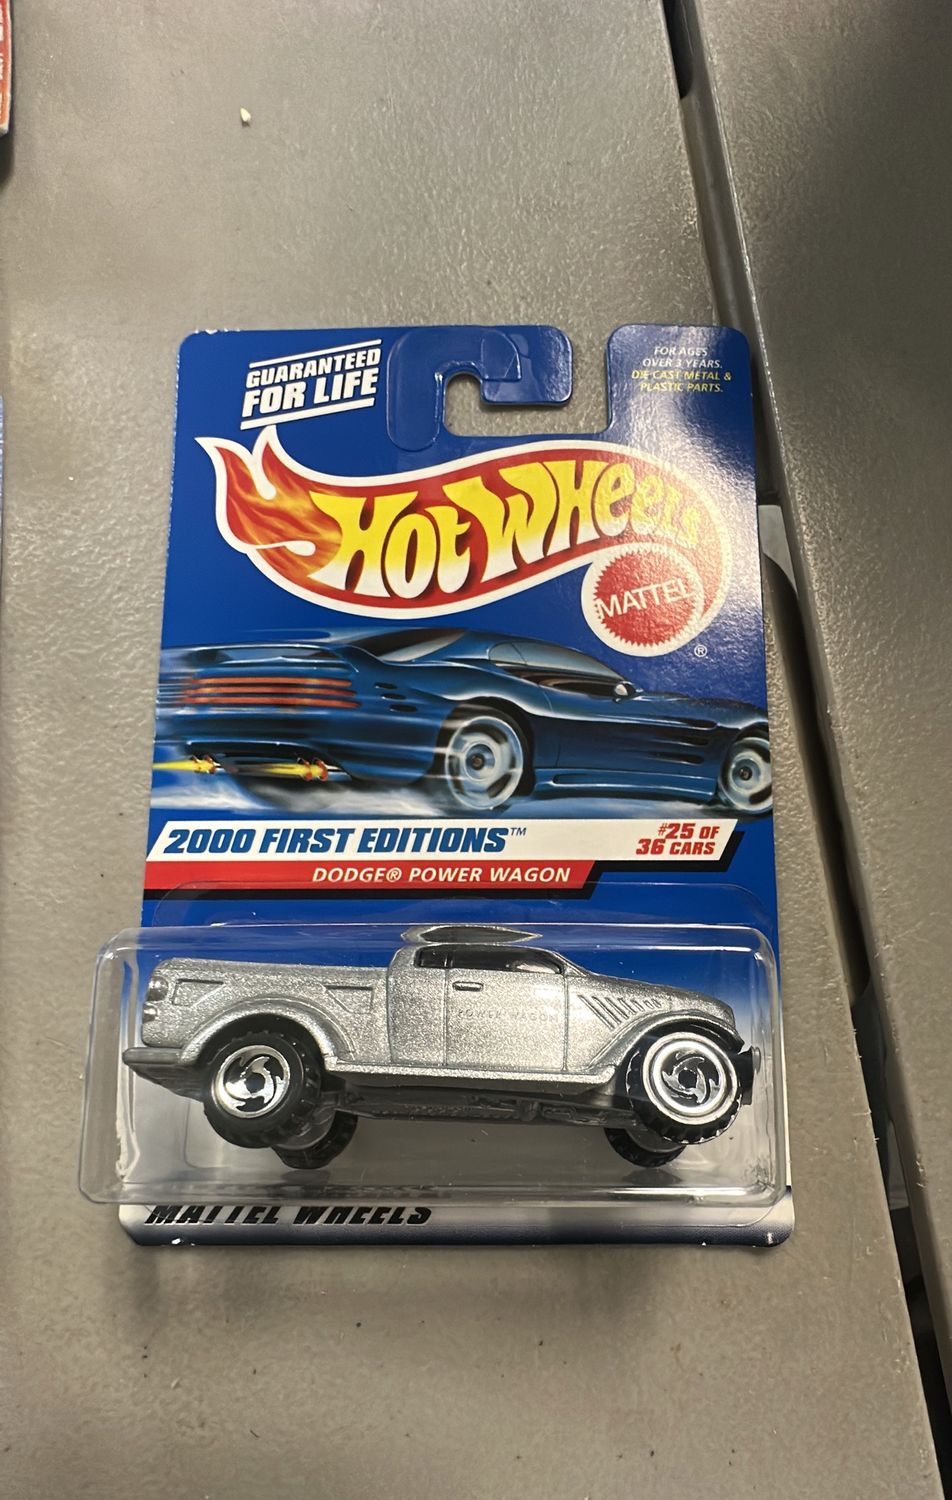 GUARANTEED
FOR LIFE
FOR AGES
OVER 3 YEARS.
DIE-CAST METAL &
PLASTIC PARTS.
HOT WHEELS
MATTEL
®
2000 FIRST EDITIONS™
#25 OF
36 CARS
DODGE® POWER WAGON
POWER WAGON
MATTEL WHEELS